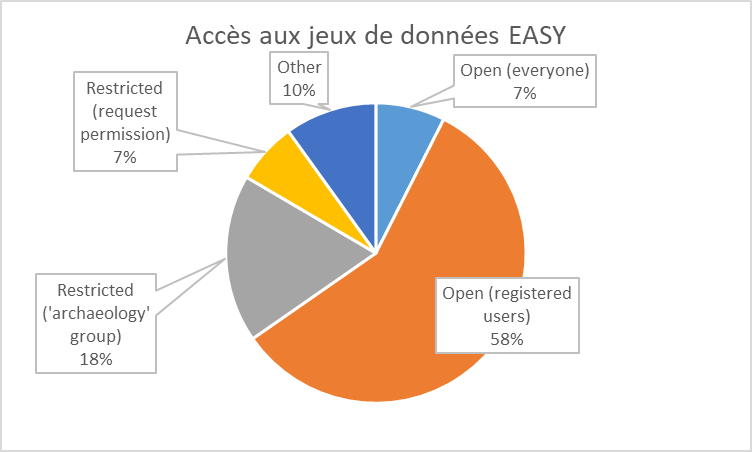 Accès aux jeux de données EASY
Other
10%
Open (everyone)
7%
Restricted
(request
permission)
7%
Restricted
('archaeology'
group)
18%
Open (registered
users)
58%